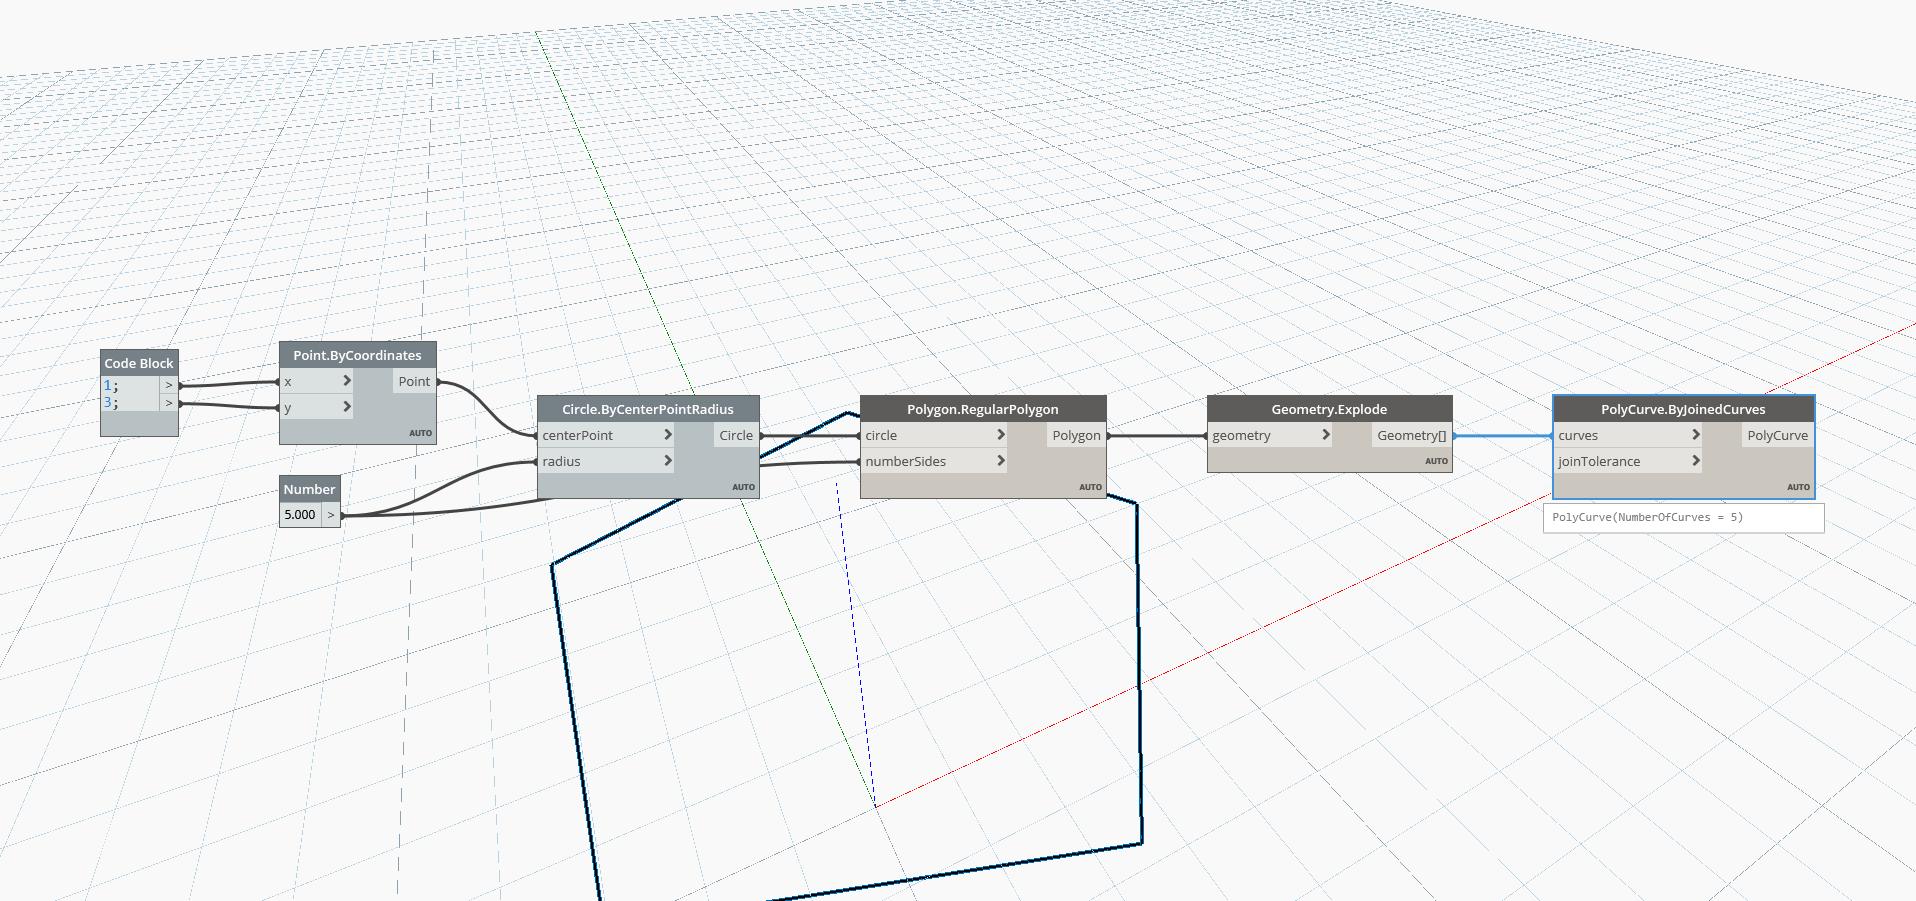 Code Block
1; >
3; >
Point.ByCoordinates
x > Point
y >
AUTO
Number
5.000 >
Circle.ByCenterPointRadius
centerPoint > Circle
radius >
AUTO
Polygon.RegularPolygon
circle > Polygon
numberSides >
AUTO
Geometry.Explode
geometry > Geometry[]
AUTO
PolyCurve.ByJoinedCurves
curves > PolyCurve
joinTolerance >
AUTO
PolyCurve(NumberOfCurves = 5)